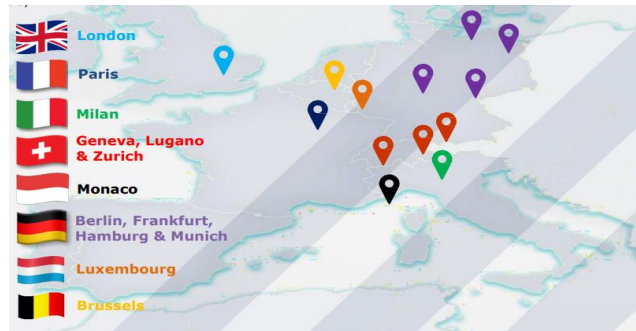 London
Paris
Milan
Geneva, Lugano
& Zurich
Monaco
Berlin, Frankfurt,
Hamburg & Munich
Luxembourg
Brussels